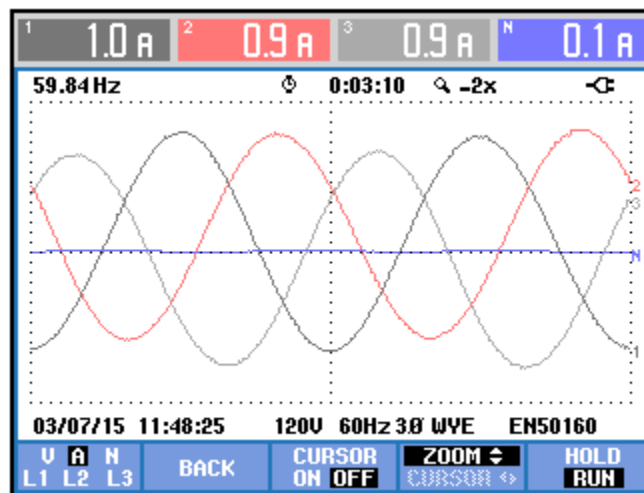 1 1.0 A 2 0.9 A 3 0.9 A N 0.1 A
59.84 Hz 0:03:10 -2x
2
3
N
1
03/07/15 11:48:25 120V 60Hz 3Ø WYE EN50160
V A N BACK CURSOR ZOOM HOLD
L1 L2 L3 ON OFF CURSOR RUN